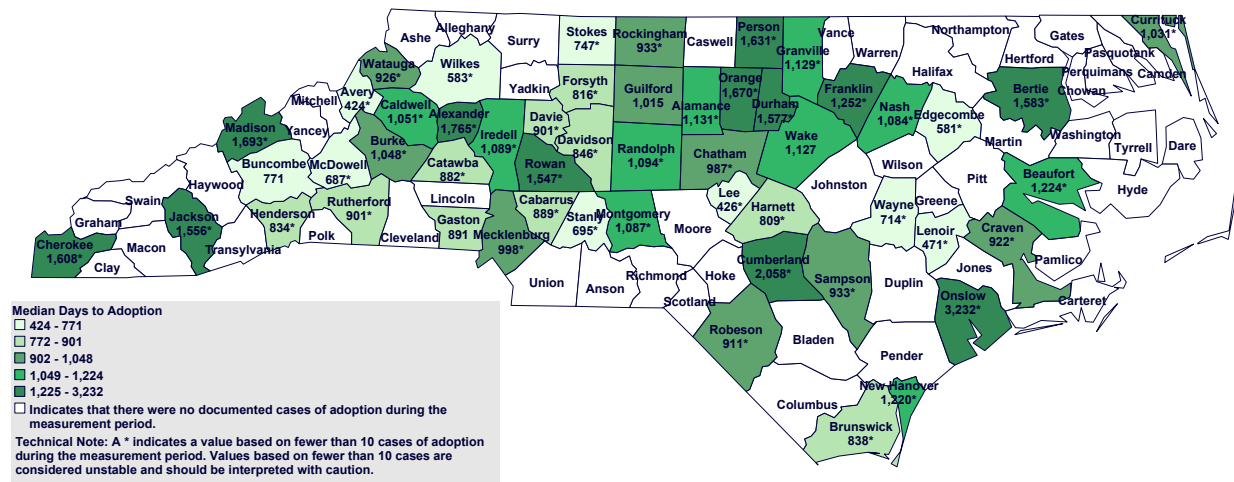 Ashe
Alleghany
Surry
Stokes
747*
Rockingham
933*
Caswell
Person
1,631*
Granville
1,129*
Vance
Warren
Northampton
Gates
Pasquotank
Currituck
1,031*
Hertford
Perquimans
Camden
Chowan
Halifax
Watauga
926*
Wilkes
583*
Yadkin
Forsyth
816*
Guilford
1,015
Alamance
1,131*
Orange
1,670*
Durham
1,577*
Franklin
1,252*
Nash
1,084*
Edgecombe
581*
Bertie
1,583*
Mitchell
Avery
424*
Caldwell
1,051*
Alexander
1,765*
Iredell
1,089*
Davie
901*
Davidson
846*
Randolph
1,094*
Chatham
987*
Wake
1,127
Wilson
Martin
Washington
Tyrrell
Dare
Madison
1,693*
Yancey
Buncombe
771
McDowell
687*
Burke
1,048*
Catawba
882*
Rowan
1,547*
Lee
426*
Johnston
Wayne
714*
Greene
Pitt
Beaufort
1,224*
Hyde
Haywood
Swain
Graham
Jackson
1,556*
Henderson
834*
Rutherford
901*
Lincoln
Gaston
891
Cabarrus
889*
Stanly
695*
Montgomery
1,087*
Moore
Harnett
809*
Lenoir
471*
Craven
922*
Pamlico
Cherokee
1,608*
Clay
Macon
Transylvania
Polk
Cleveland
Mecklenburg
998*
Union
Anson
Richmond
Scotland
Hoke
Cumberland
2,058*
Sampson
933*
Duplin
Jones
Carteret
Onslow
3,232*
Robeson
911*
Bladen
Pender
Columbus
New Hanover
1,220*
Brunswick
838*
Median Days to Adoption
424 - 771
772 - 901
902 - 1,048
1,049 - 1,224
1,225 - 3,232
Indicates that there were no documented cases of adoption during the
measurement period.
Technical Note: A * indicates a value based on fewer than 10 cases of adoption
during the measurement period. Values based on fewer than 10 cases are
considered unstable and should be interpreted with caution.